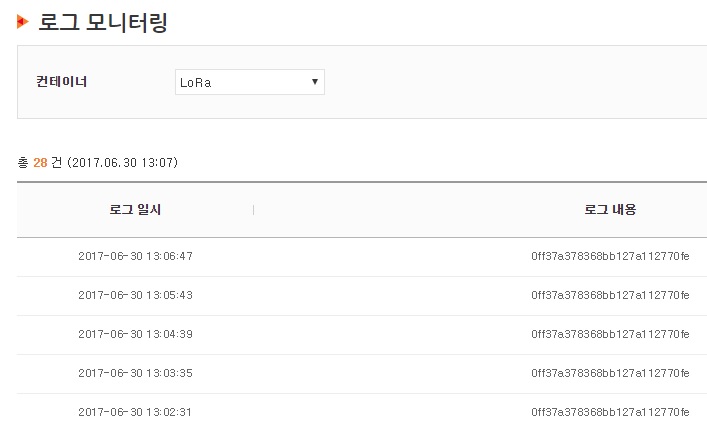 로그 모니터링
컨테이너 LoRa
총 28 건 (2017.06.30 13:07)
로그 일시 로그 내용
2017-06-30 13:06:47 0ff37a378368bb127a112770fe
2017-06-30 13:05:43 0ff37a378368bb127a112770fe
2017-06-30 13:04:39 0ff37a378368bb127a112770fe
2017-06-30 13:03:35 0ff37a378368bb127a112770fe
2017-06-30 13:02:31 0ff37a378368bb127a112770fe